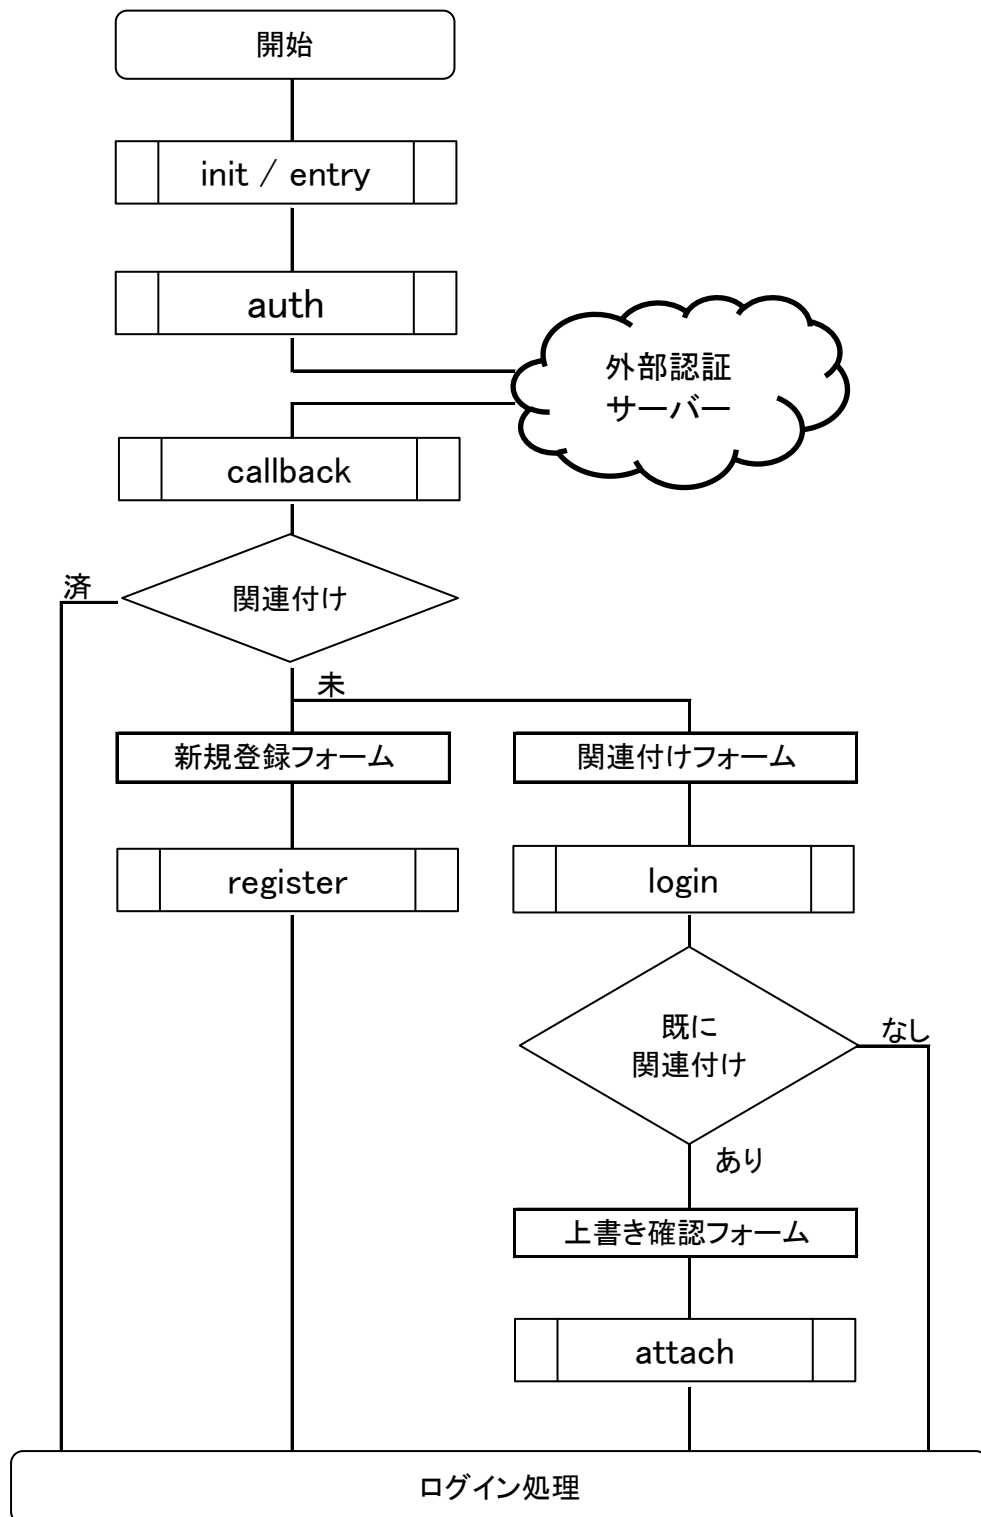 開始
init / entry
auth
外部認証
サーバー
callback
関連付け
済
未
新規登録フォーム
関連付けフォーム
register
login
既に
関連付け
なし
あり
上書き確認フォーム
attach
ログイン処理